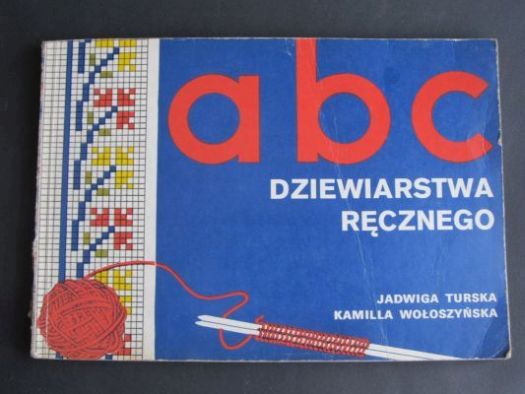 abc
DZIEWIARSTWA
RĘCZNEGO
JADWIGA TURSKA
KAMILLA WOŁOSZYŃSKA